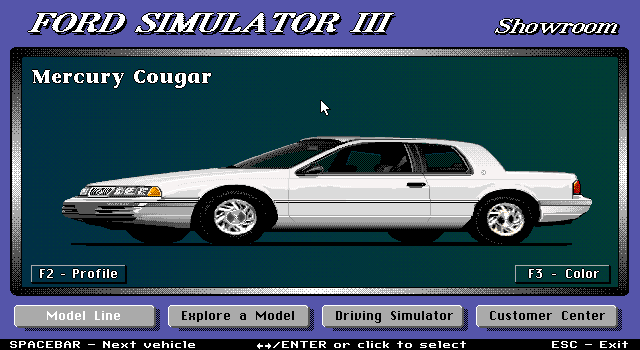 FORD SIMULATOR III
Showroom
Mercury Cougar
F2 - Profile
F3 - Color
Model Line
Explore a Model
Driving Simulator
Customer Center
SPACEBAR - Next vehicle
↔/ENTER or click to select
ESC - Exit